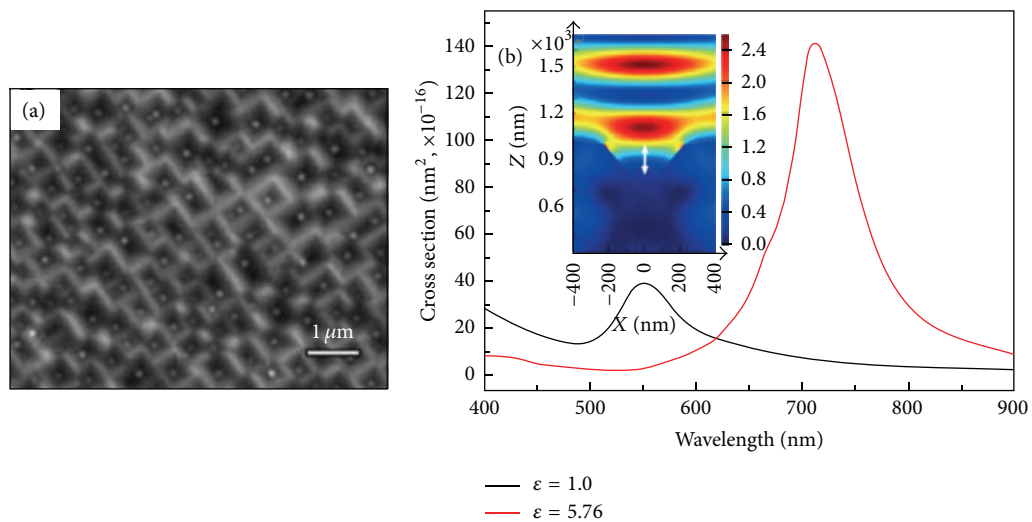 (a)
1 μm
(b)
Cross section (nm², ×10⁻¹⁶)
140
120
100
80
60
40
20
0
400 500 600 700 800 900
Wavelength (nm)
×10³
1.5
1.2
0.9
0.6
Z (nm)
−400 −200 0 200 400
X (nm)
2.4
2.0
1.6
1.2
0.8
0.4
0.0
ε = 1.0
ε = 5.76